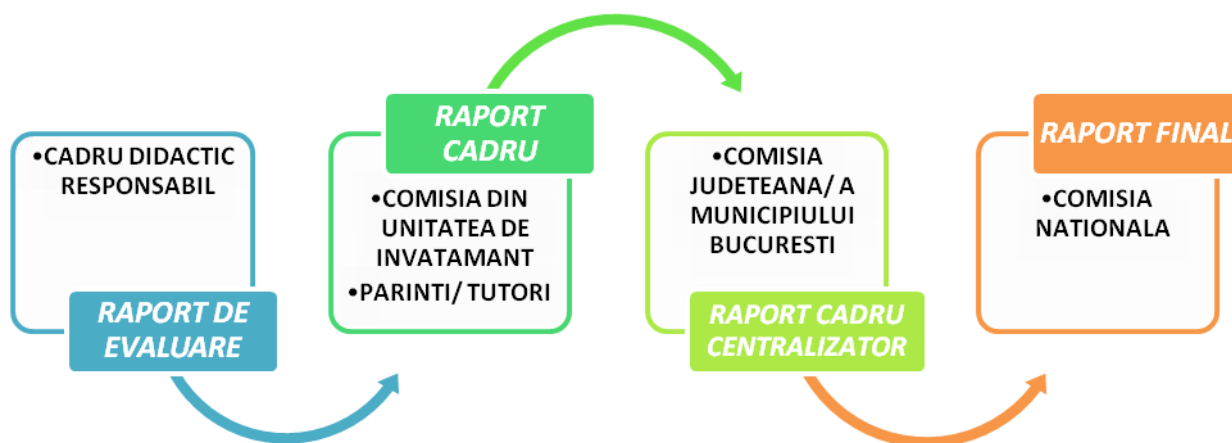 •CADRU DIDACTIC
RESPONSABIL
RAPORT DE
EVALUARE
RAPORT
CADRU
•COMISIA DIN
UNITATEA DE
INVATAMANT
•PARINTI/ TUTORI
•COMISIA
JUDETEANA/ A
MUNICIPIULUI
BUCURESTI
RAPORT CADRU
CENTRALIZATOR
RAPORT FINAL
•COMISIA
NATIONALA